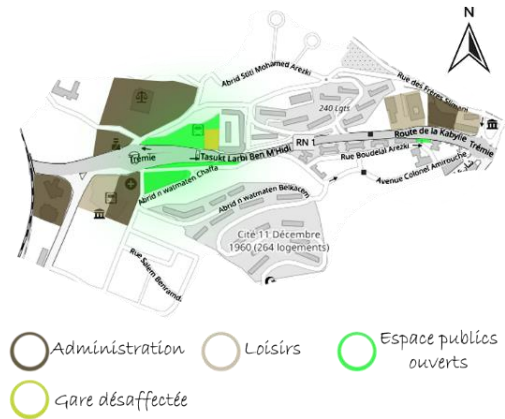 N
Abrid Stiti Mohamed Arezki
Rue des Frères Slimani
240 Lgts
RN 1
Route de la Kabylie
Trémie
Trémie
Tasukt Larbi Ben M'Hidi
Rue Boudelal Arezki
Avenue Colonel Amirouche
Abrid n watmaten Chaffa
Abrid n watmaten Belkacem
Cité 11 Décembre
1960 (264 logements)
Rue Salem
Administration
Loisirs
Espace publics
ouverts
Gare désaffectée